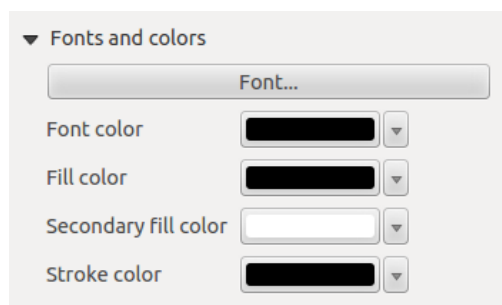 Fonts and colors
Font...
Font color
Fill color
Secondary fill color
Stroke color